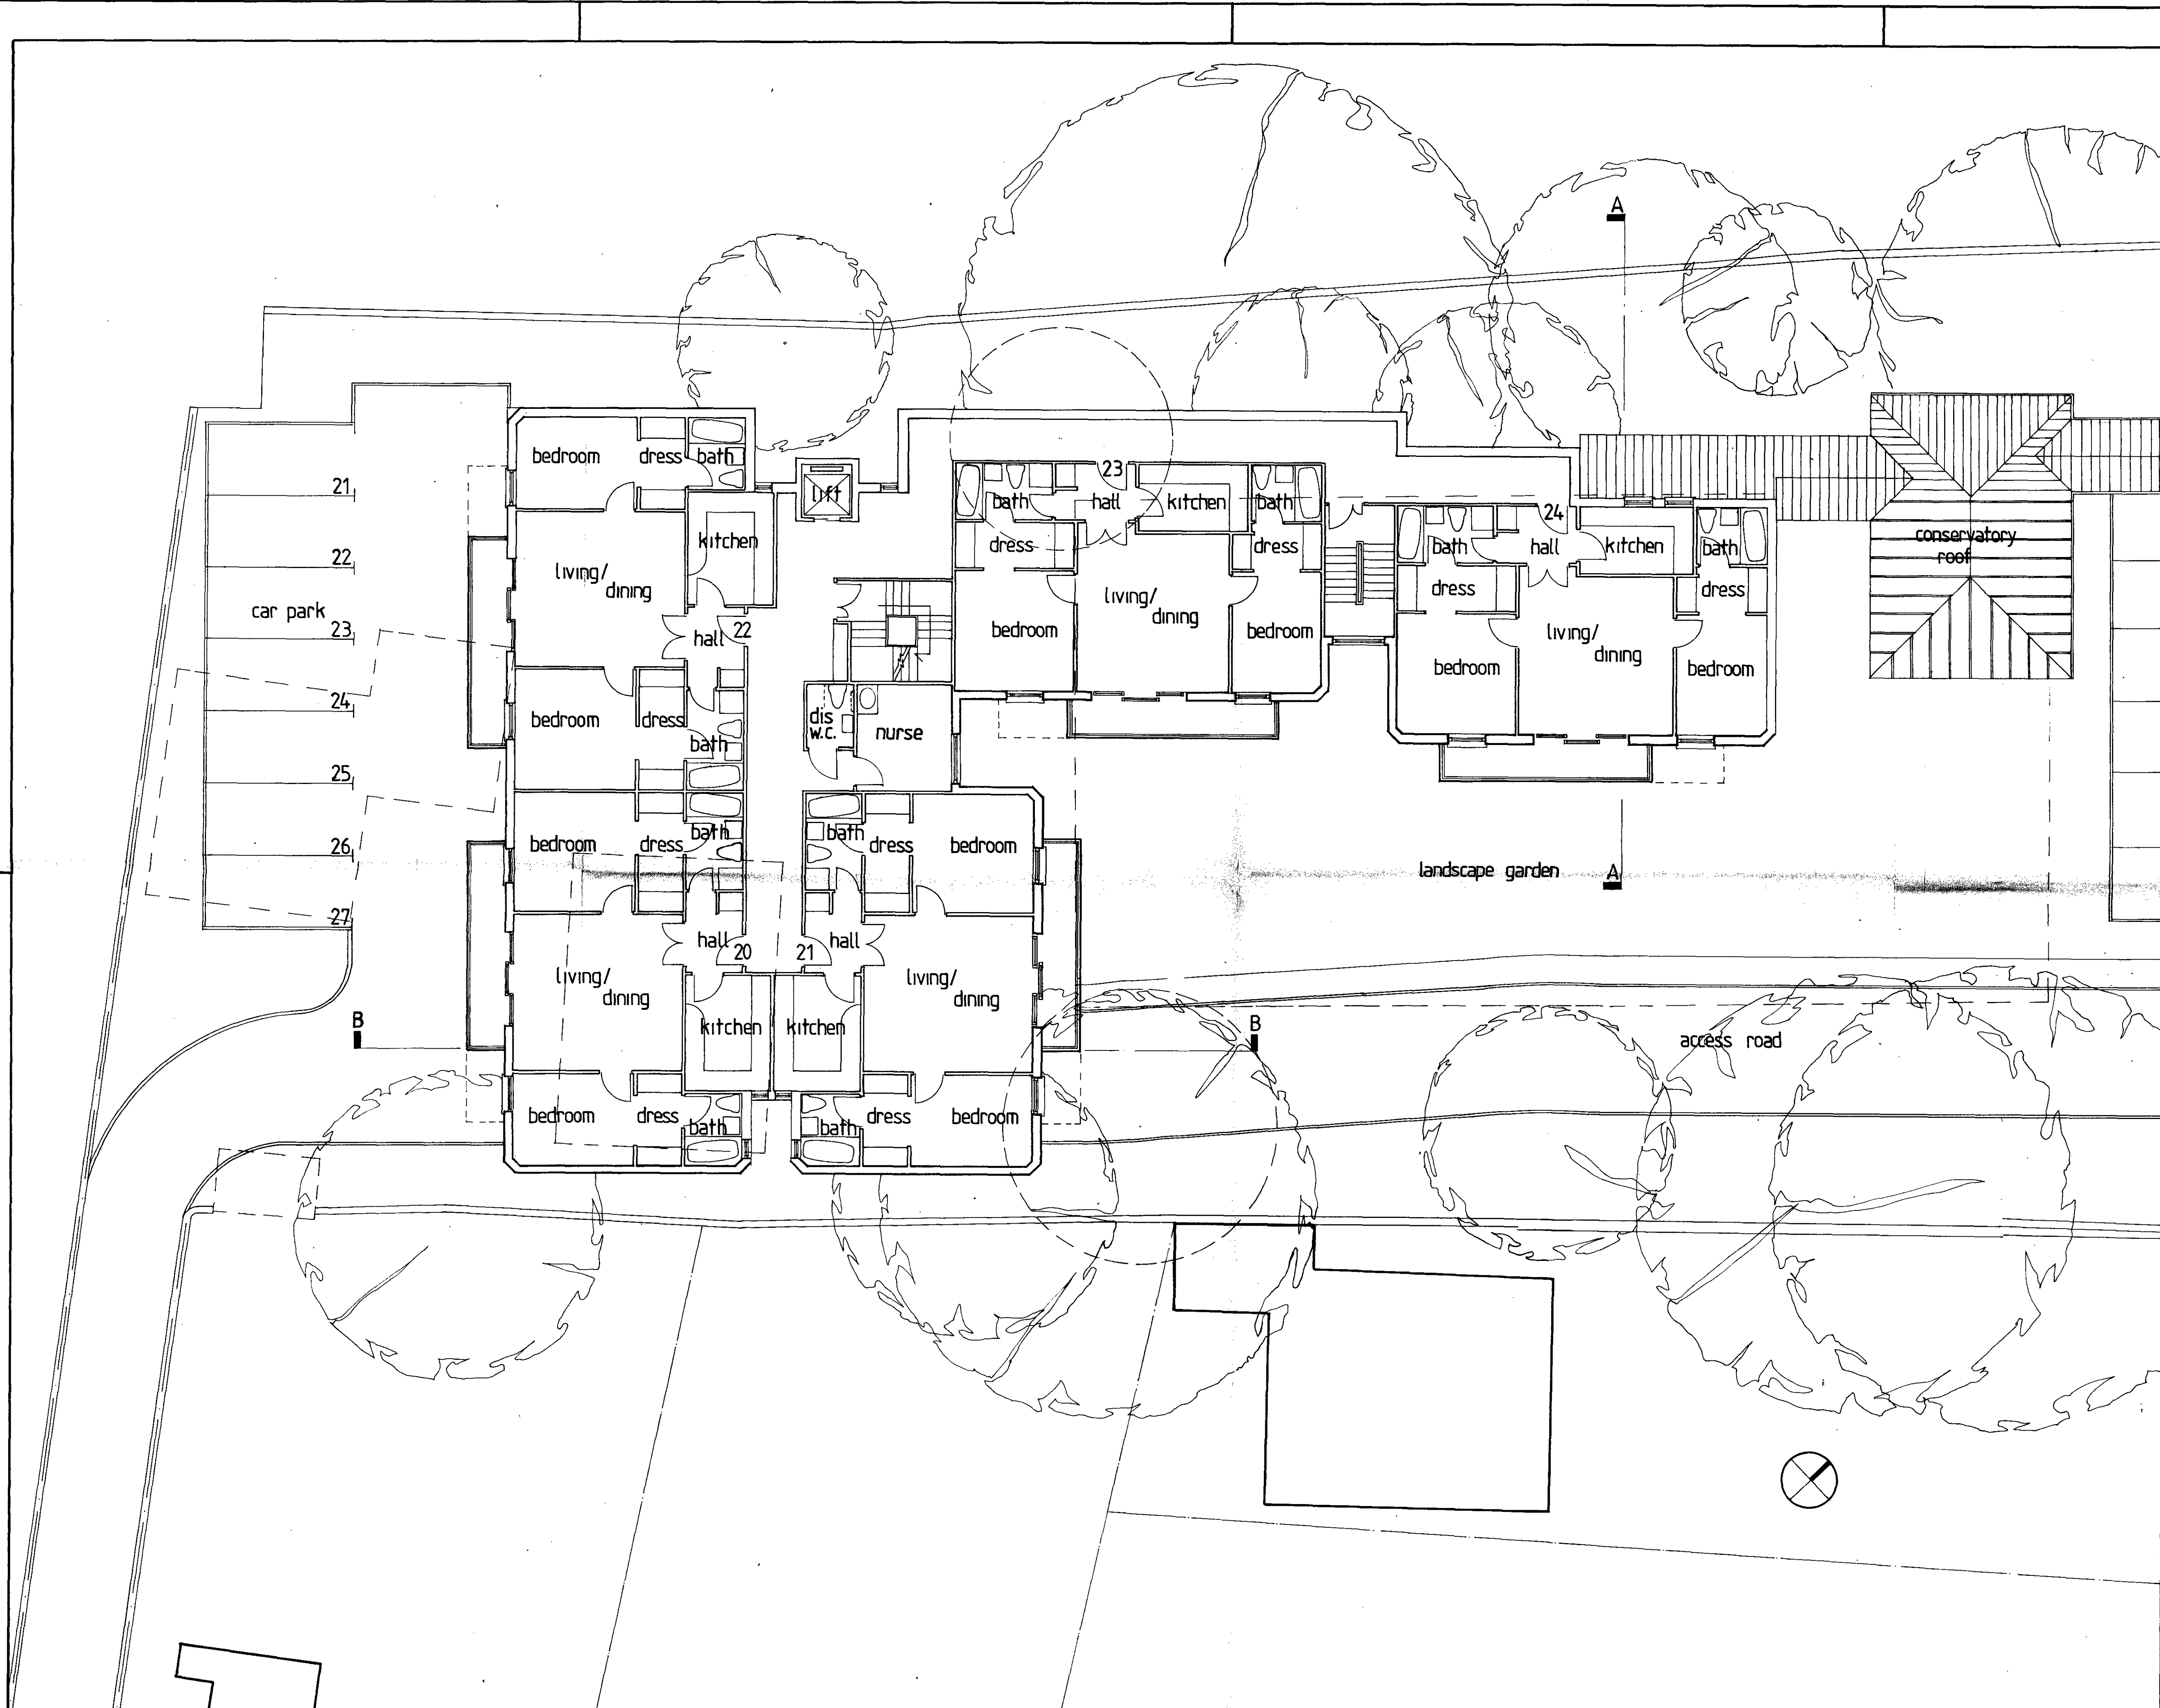 A
21
22
car park
23
24
25
26
27
bedroom
dress
bath
lift
living/
dining
kitchen
hall
22
bedroom
dress
bath
dis
w.c.
nurse
bath
hall
23
kitchen
bath
dress
dress
living/
dining
bedroom
bedroom
bath
hall
24
kitchen
bath
dress
dress
living/
dining
bedroom
bedroom
conservatory
roof
bedroom
dress
bath
bath
dress
bedroom
landscape garden
A
hall
20
21
hall
living/
dining
living/
dining
kitchen
kitchen
B
B
access road
bedroom
dress
bath
bath
dress
bedroom